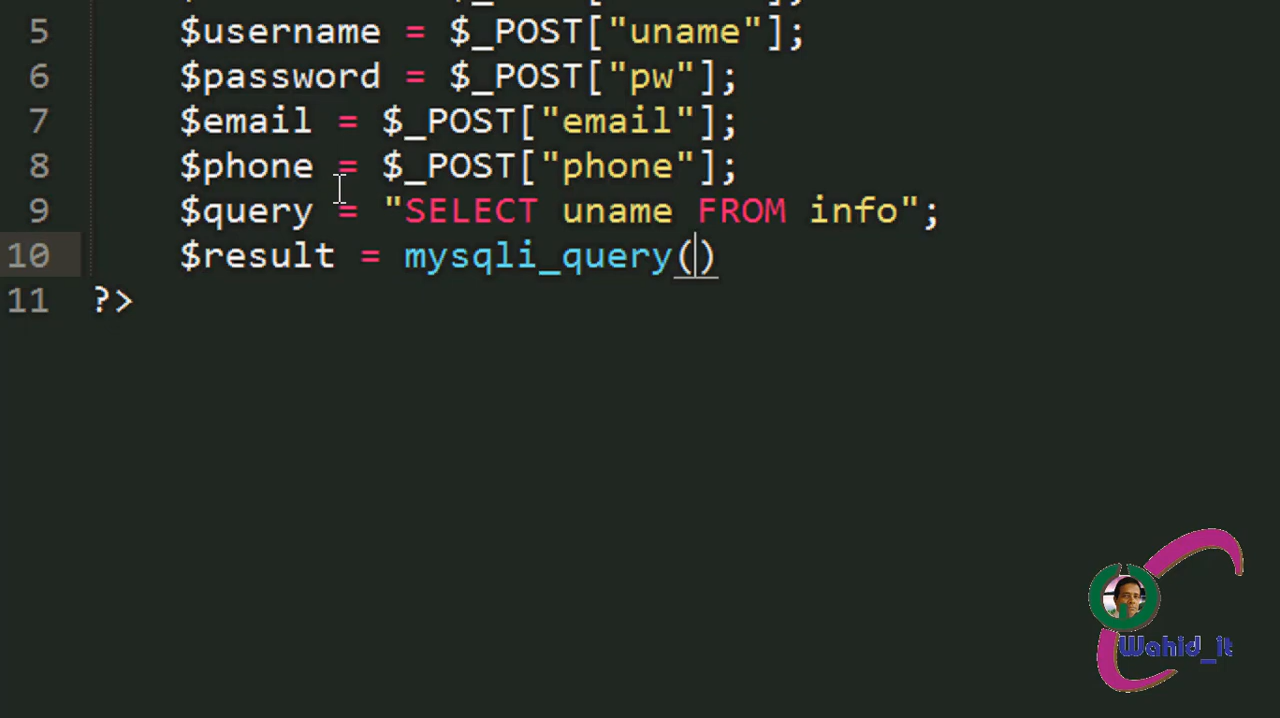 5 $username = $_POST["uname"];
6 $password = $_POST["pw"];
7 $email = $_POST["email"];
8 $phone = $_POST["phone"];
9 $query = "SELECT uname FROM info";
10 $result = mysqli_query()
11 ?>
Wahid_it